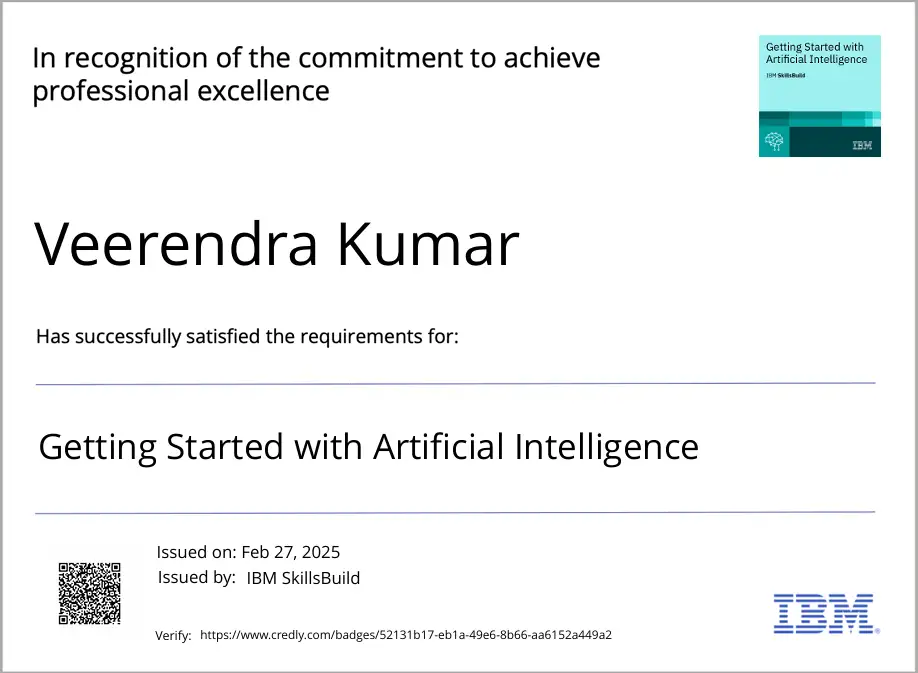 In recognition of the commitment to achieve
professional excellence
Getting Started with
Artificial Intelligence
IBM SkillsBuild
IBM
Veerendra Kumar
Has successfully satisfied the requirements for:
Getting Started with Artificial Intelligence
Issued on: Feb 27, 2025
Issued by: IBM SkillsBuild
Verify: https://www.credly.com/badges/52131b17-eb1a-49e6-8b66-aa6152a449a2
IBM®